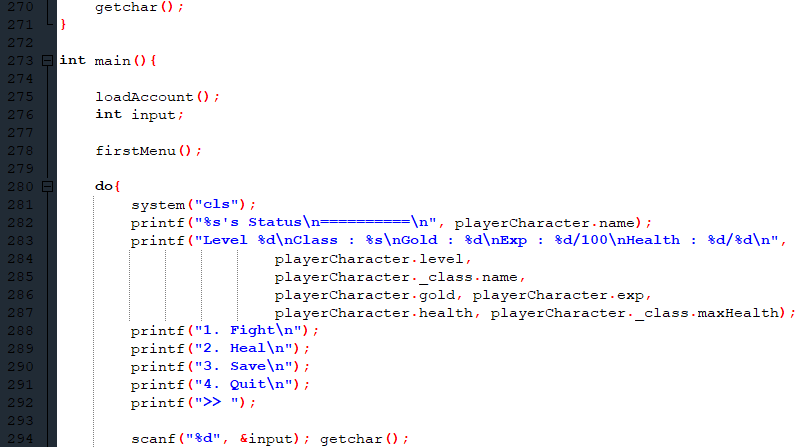 270 getchar();
271 }
272
273 int main(){
274
275 loadAccount();
276 int input;
277
278 firstMenu();
279
280 do{
281 system("cls");
282 printf("%s's Status\n==========\n", playerCharacter.name);
283 printf("Level %d\nClass : %s\nGold : %d\nExp : %d/100\nHealth : %d/%d\n",
284 playerCharacter.level,
285 playerCharacter._class.name,
286 playerCharacter.gold, playerCharacter.exp,
287 playerCharacter.health, playerCharacter._class.maxHealth);
288 printf("1. Fight\n");
289 printf("2. Heal\n");
290 printf("3. Save\n");
291 printf("4. Quit\n");
292 printf(">> ");
293
294 scanf("%d", &input); getchar();